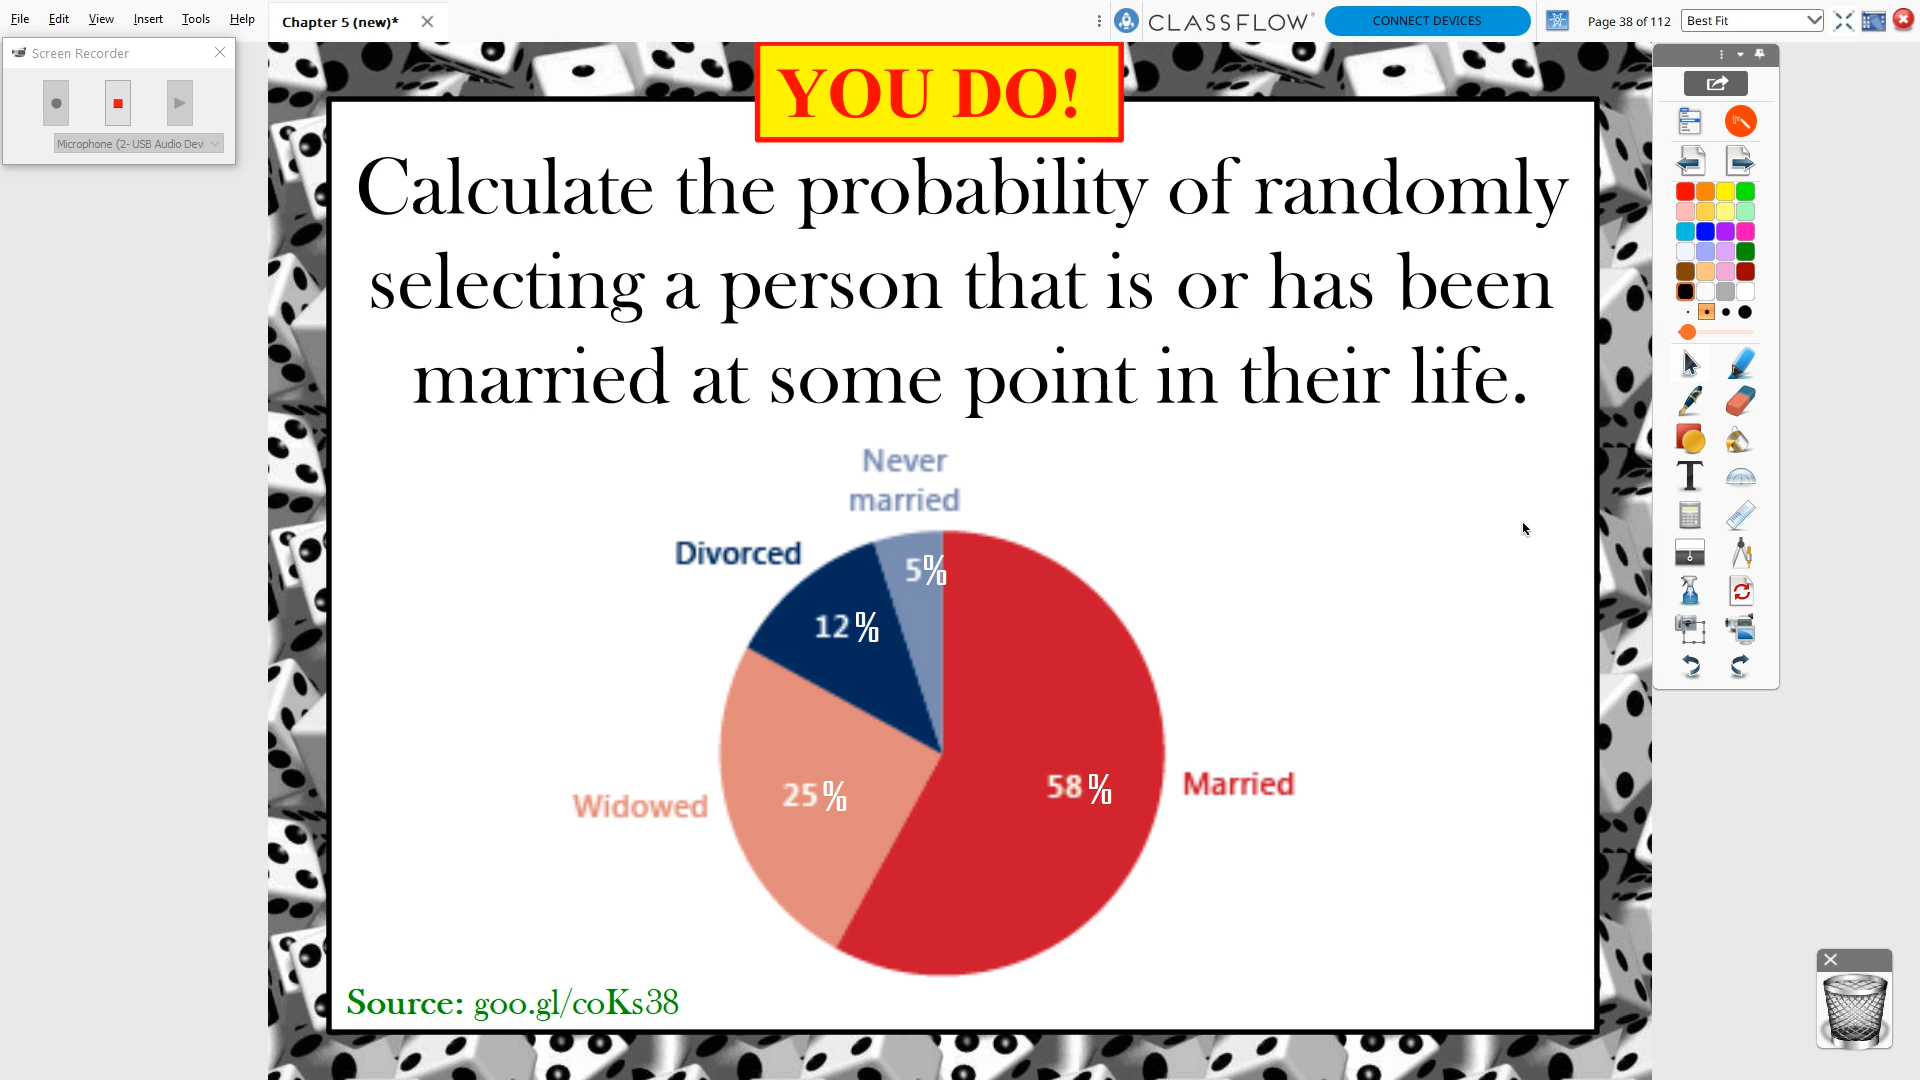 File Edit View Insert Tools Help
Chapter 5 (new)*
CLASSFLOW
CONNECT DEVICES
Page 38 of 112
Best Fit
Screen Recorder
Microphone (2- USB Audio Dev
YOU DO!
Calculate the probability of randomly
selecting a person that is or has been
married at some point in their life.
Never
married
Divorced
5%
12%
Widowed
25%
58%
Married
Source: goo.gl/coKs38